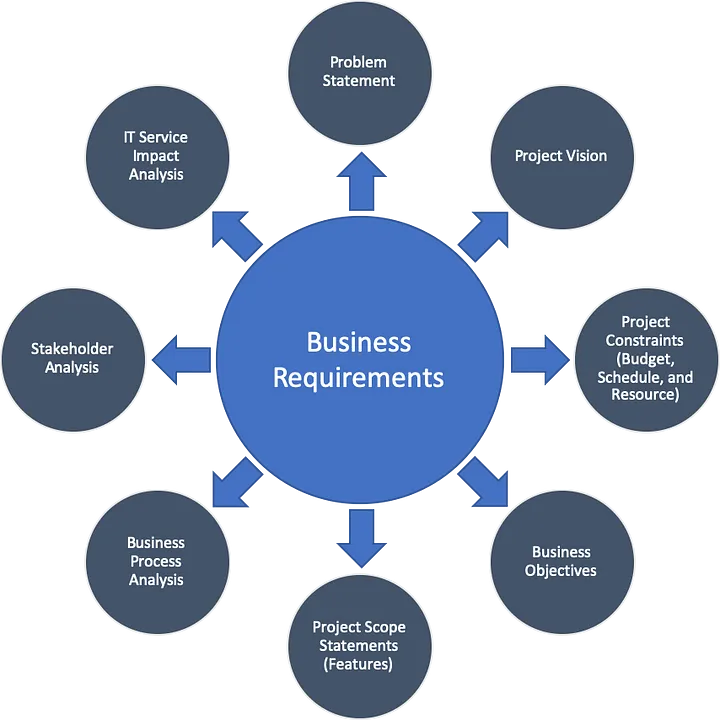 Problem
Statement
Project Vision
Project
Constraints
(Budget,
Schedule, and
Resource)
Business
Objectives
Project Scope
Statements
(Features)
Business
Process
Analysis
Stakeholder
Analysis
IT Service
Impact
Analysis
Business
Requirements